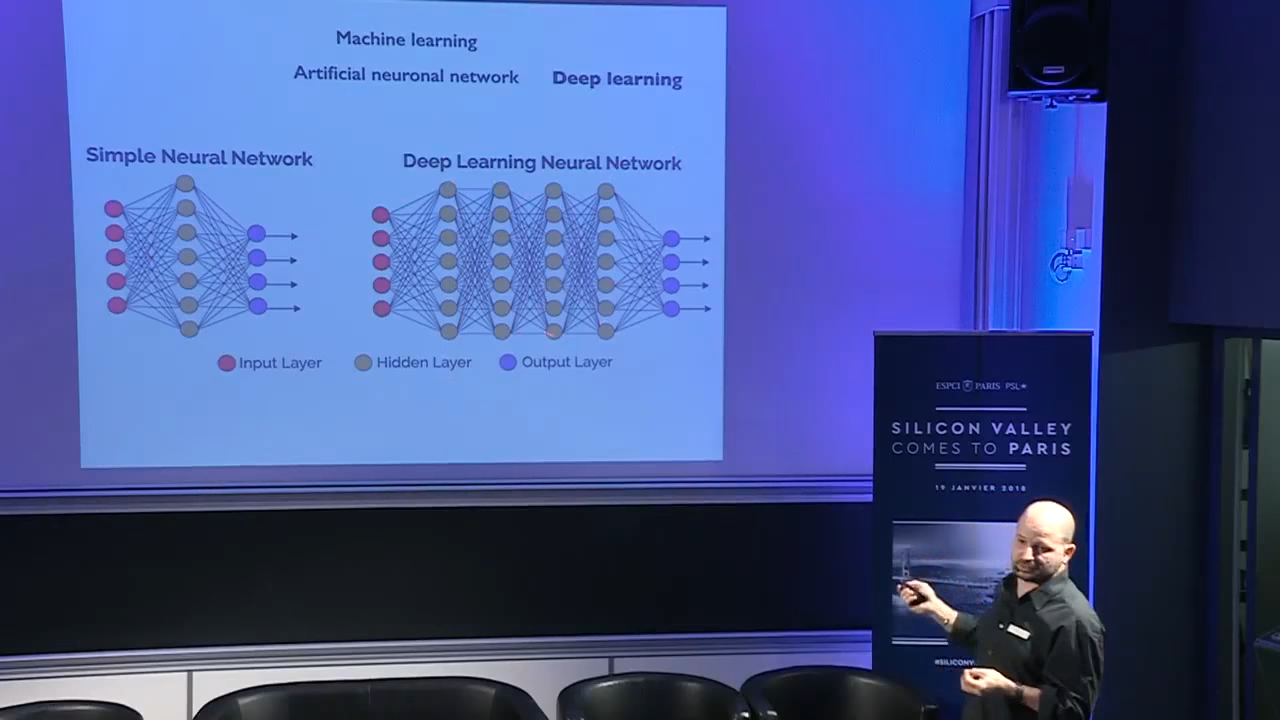 Machine learning
Artificial neuronal network
Deep learning
Simple Neural Network
Deep Learning Neural Network
Input Layer
Hidden Layer
Output Layer
ESPCI PARIS PSL★
SILICON VALLEY
COMES TO PARIS
19 JANVIER 2018
#SILICONV